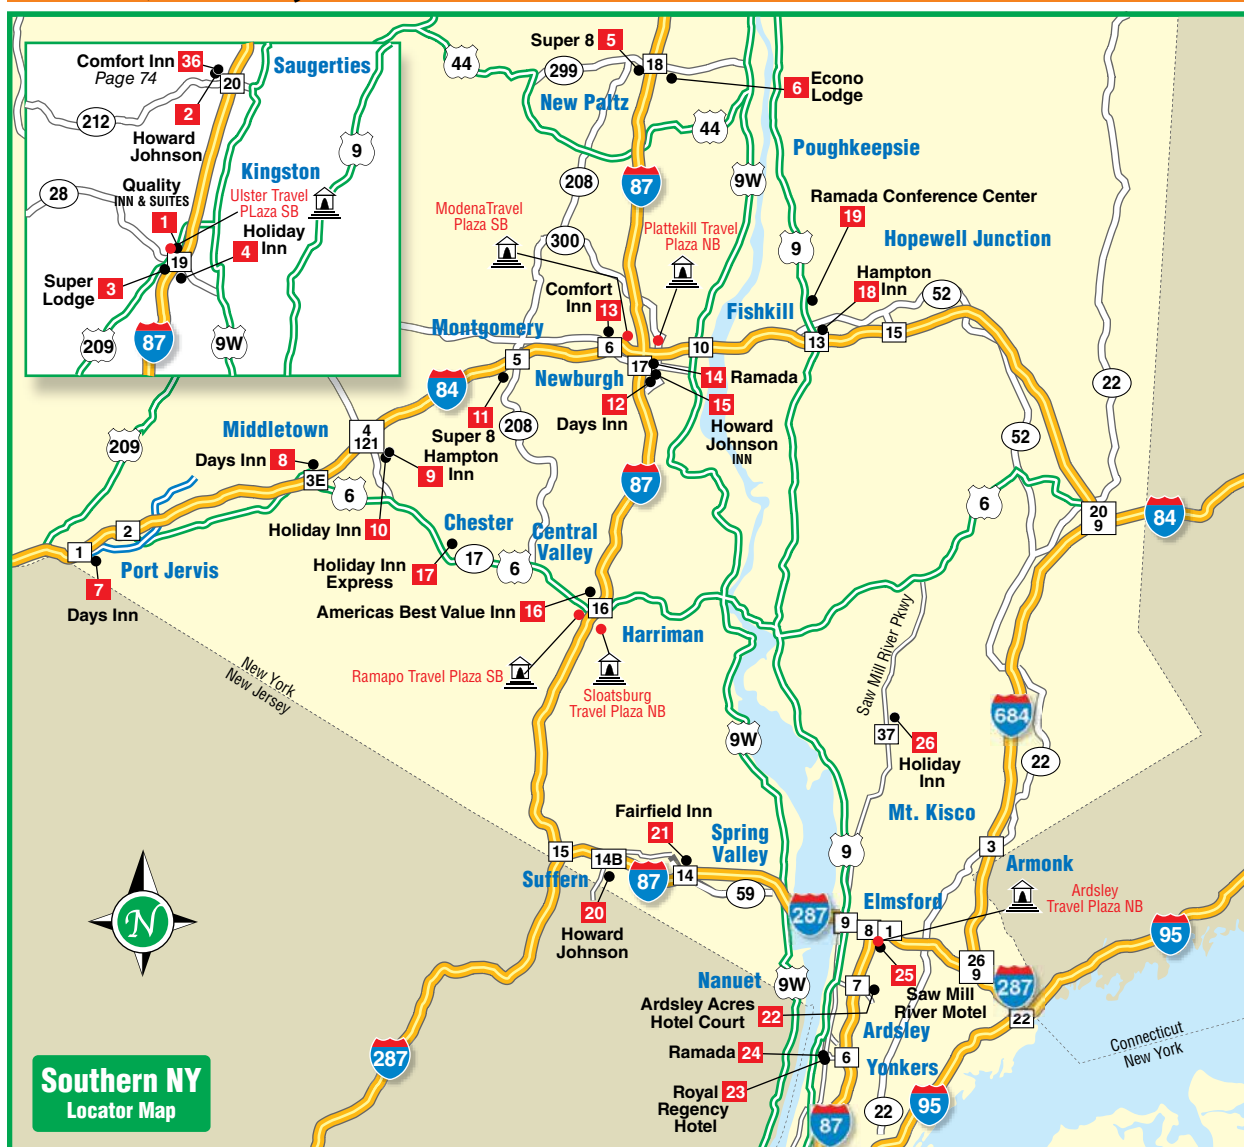 Comfort Inn 36
Page 74
Saugerties
20
212
2
Howard
Johnson
9
28
Kingston
Quality
INN & SUITES
1
Ulster Travel
PLaza SB
4
Holiday
Inn
19
Super
Lodge
3
209
87
9W
Super 8 5
18
44
299
New Paltz
6
Econo
Lodge
44
Poughkeepsie
87
9W
208
Ramada Conference Center
19
ModenaTravel
Plaza SB
300
Plattekill Travel
Plaza NB
9
Hopewell Junction
Hampton
Inn
18
52
Comfort
Inn
13
Fishkill
Montgomery
15
5
6
10
13
17
84
Newburgh
14 Ramada
22
12
Days Inn
15
Howard
Johnson
INN
11
Super 8
208
Middletown
4
121
52
209
Days Inn 8
Hampton
Inn
9
3E
6
87
6
20
9
84
2
Holiday Inn 10
Chester
Central
Valley
1
Port Jervis
7
Days Inn
Holiday Inn
Express
17
17
6
Americas Best Value Inn 16
16
Harriman
Saw Mill River Pkwy
New York
New Jersey
Ramapo Travel Plaza SB
Sloatsburg
Travel Plaza NB
684
9W
37
26
Holiday
Inn
22
Mt. Kisco
Fairfield Inn
21
Spring
Valley
15
14B
9
3
Armonk
Suffern
87
14
59
Ardsley
Travel Plaza NB
Elmsford
287
9
8
1
N
20
Howard
Johnson
95
26
9
25
Saw Mill
River Motel
Nanuet
9W
7
287
Ardsley Acres
Hotel Court
22
22
Ardsley
Connecticut
New York
287
Ramada 24
6
Yonkers
Southern NY
Locator Map
Royal
Regency
Hotel
23
22
95
87